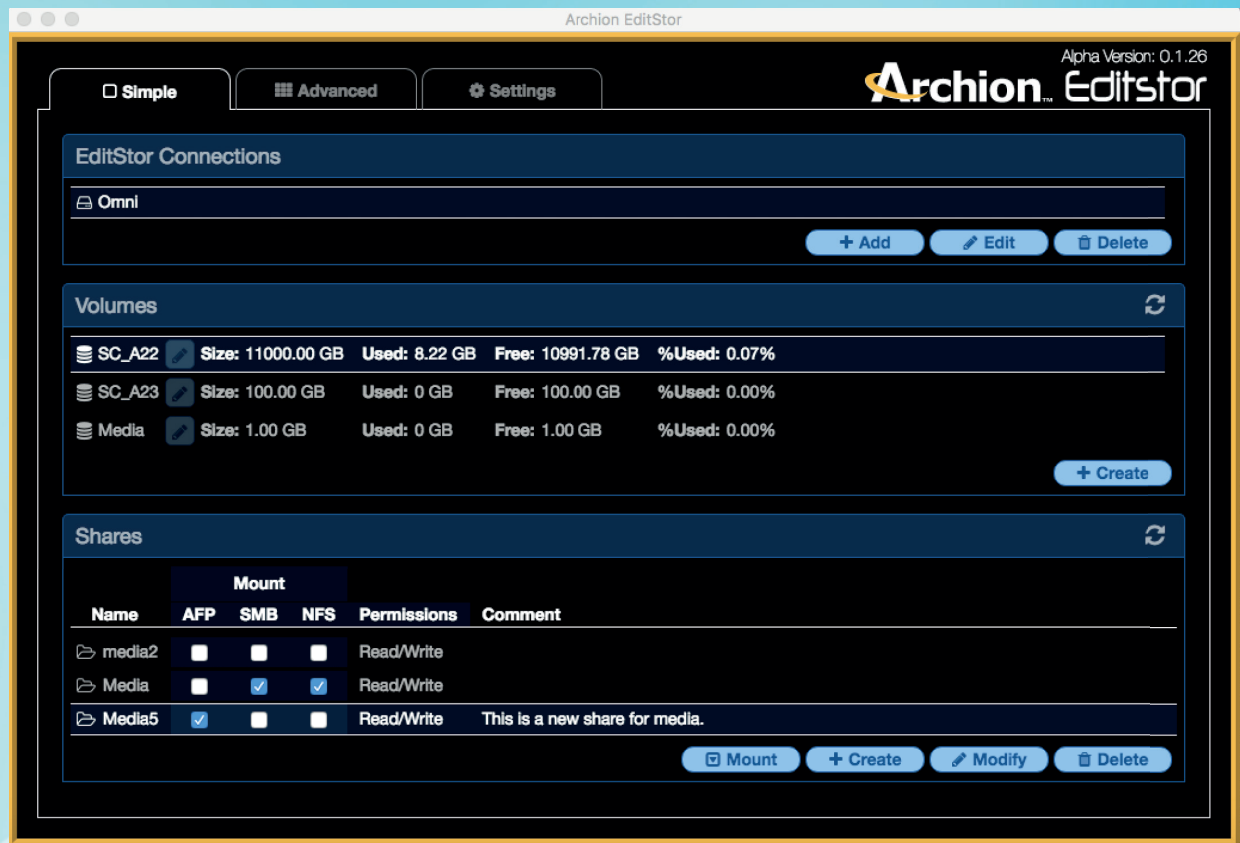 Archion EditStor
Alpha Version: 0.1.26
Simple Advanced Settings
Archion™ Editstor
EditStor Connections
Omni
+ Add Edit Delete
Volumes
SC_A22 Size: 11000.00 GB Used: 8.22 GB Free: 10991.78 GB %Used: 0.07%
SC_A23 Size: 100.00 GB Used: 0 GB Free: 100.00 GB %Used: 0.00%
Media Size: 1.00 GB Used: 0 GB Free: 1.00 GB %Used: 0.00%
+ Create
Shares
Mount
Name AFP SMB NFS Permissions Comment
media2 Read/Write
Media Read/Write
Media5 Read/Write This is a new share for media.
Mount + Create Modify Delete